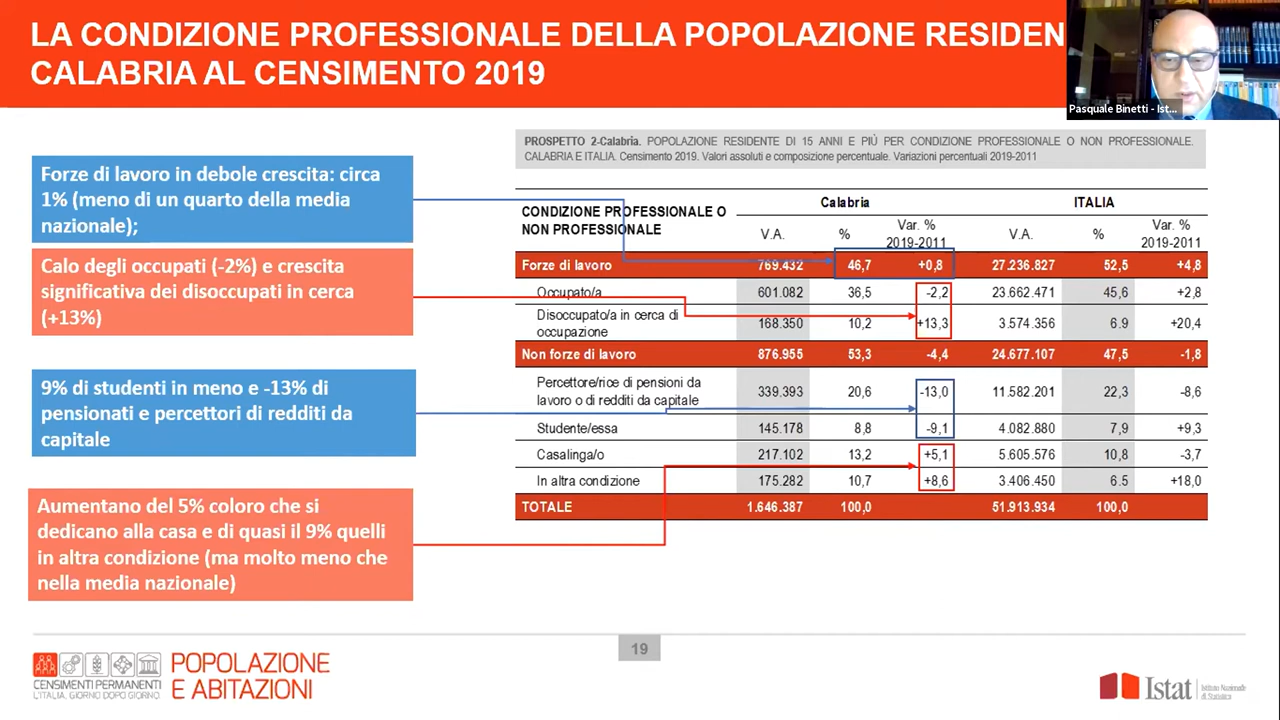 LA CONDIZIONE PROFESSIONALE DELLA POPOLAZIONE RESIDEN
CALABRIA AL CENSIMENTO 2019
Pasquale Binetti - Ist...
PROSPETTO 2-Calabria. POPOLAZIONE RESIDENTE DI 15 ANNI E PIÙ PER CONDIZIONE PROFESSIONALE O NON PROFESSIONALE.
CALABRIA E ITALIA. Censimento 2019. Valori assoluti e composizione percentuale. Variazioni percentuali 2019-2011
Forze di lavoro in debole crescita: circa
1% (meno di un quarto della media
nazionale);
Calo degli occupati (-2%) e crescita
significativa dei disoccupati in cerca
(+13%)
9% di studenti in meno e -13% di
pensionati e percettori di redditi da
capitale
Aumentano del 5% coloro che si
dedicano alla casa e di quasi il 9% quelli
in altra condizione (ma molto meno che
nella media nazionale)
CONDIZIONE PROFESSIONALE O
NON PROFESSIONALE
Calabria ITALIA
V.A. % Var. %
2019-2011 V.A. % Var. %
2019-2011
Forze di lavoro 769.432 46,7 +0,8 27.236.827 52,5 +4,8
Occupato/a 601.082 36,5 -2,2 23.662.471 45,6 +2,8
Disoccupato/a in cerca di
occupazione 168.350 10,2 +13,3 3.574.356 6.9 +20,4
Non forze di lavoro 876.955 53,3 -4,4 24.677.107 47,5 -1,8
Percettore/rice di pensioni da
lavoro o di redditi da capitale 339.393 20,6 -13,0 11.582.201 22,3 -8,6
Studente/essa 145.178 8,8 -9,1 4.082.880 7,9 +9,3
Casalinga/o 217.102 13,2 +5,1 5.605.576 10,8 -3,7
In altra condizione 175.282 10,7 +8,6 3.406.450 6.5 +18,0
TOTALE 1.646.387 100,0 51.913.934 100,0
19
CENSIMENTI PERMANENTI
L'ITALIA. GIORNO DOPO GIORNO.
POPOLAZIONE
E ABITAZIONI
Istat
Istituto Nazionale
di Statistica